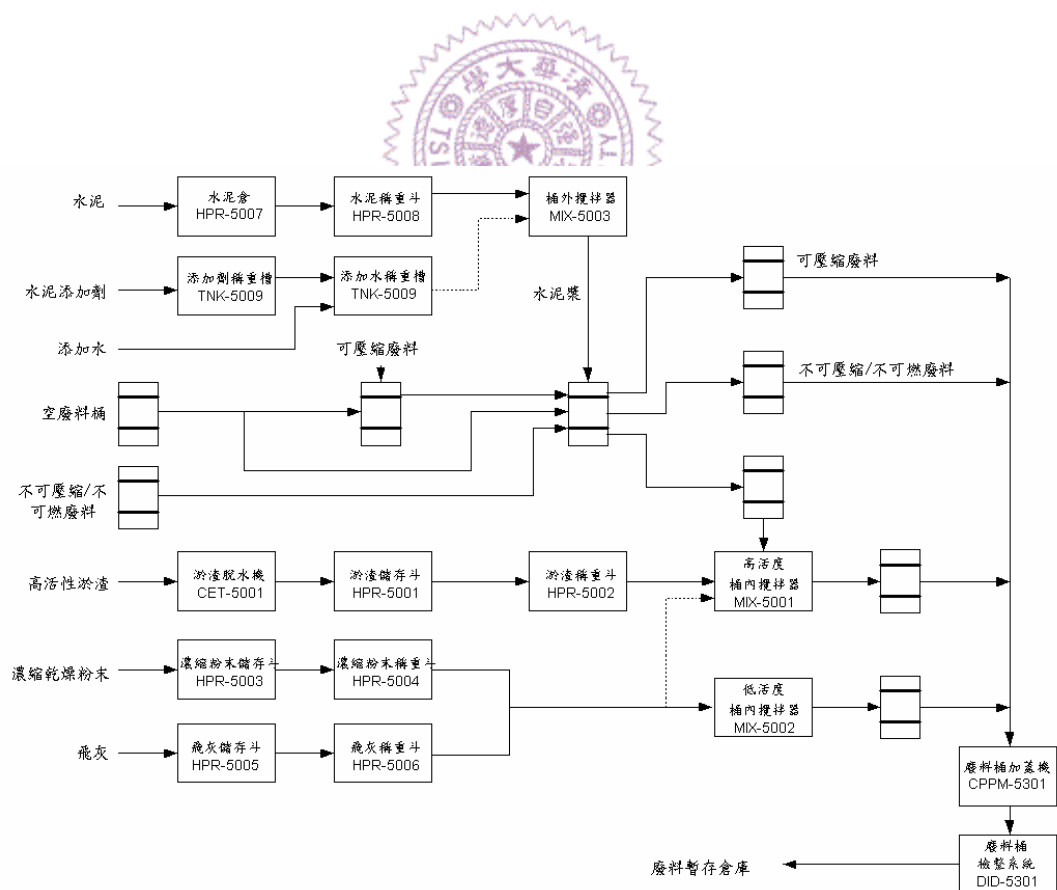 學大華清
TSI
TY
水泥
水泥倉
HPR-5007
水泥稱重斗
HPR-5008
桶外攪拌器
MIX-5003
水泥添加劑
添加劑稱重槽
TNK-5009
添加水稱重槽
TNK-5009
水泥漿
可壓縮廢料
添加水
可壓縮廢料
不可壓縮/不可燃廢料
空廢料桶
不可壓縮/不
可燃廢料
高活性淤渣
淤渣脫水機
CET-5001
淤渣儲存斗
HPR-5001
淤渣稱重斗
HPR-5002
高活度
桶內攪拌器
MIX-5001
濃縮乾燥粉末
濃縮粉末儲存斗
HPR-5003
濃縮粉末稱重斗
HPR-5004
低活度
桶內攪拌器
MIX-5002
飛灰
飛灰儲存斗
HPR-5005
飛灰稱重斗
HPR-5006
廢料桶加蓋機
CPPM-5301
廢料暫存倉庫
廢料桶
檢整系統
DID-5301